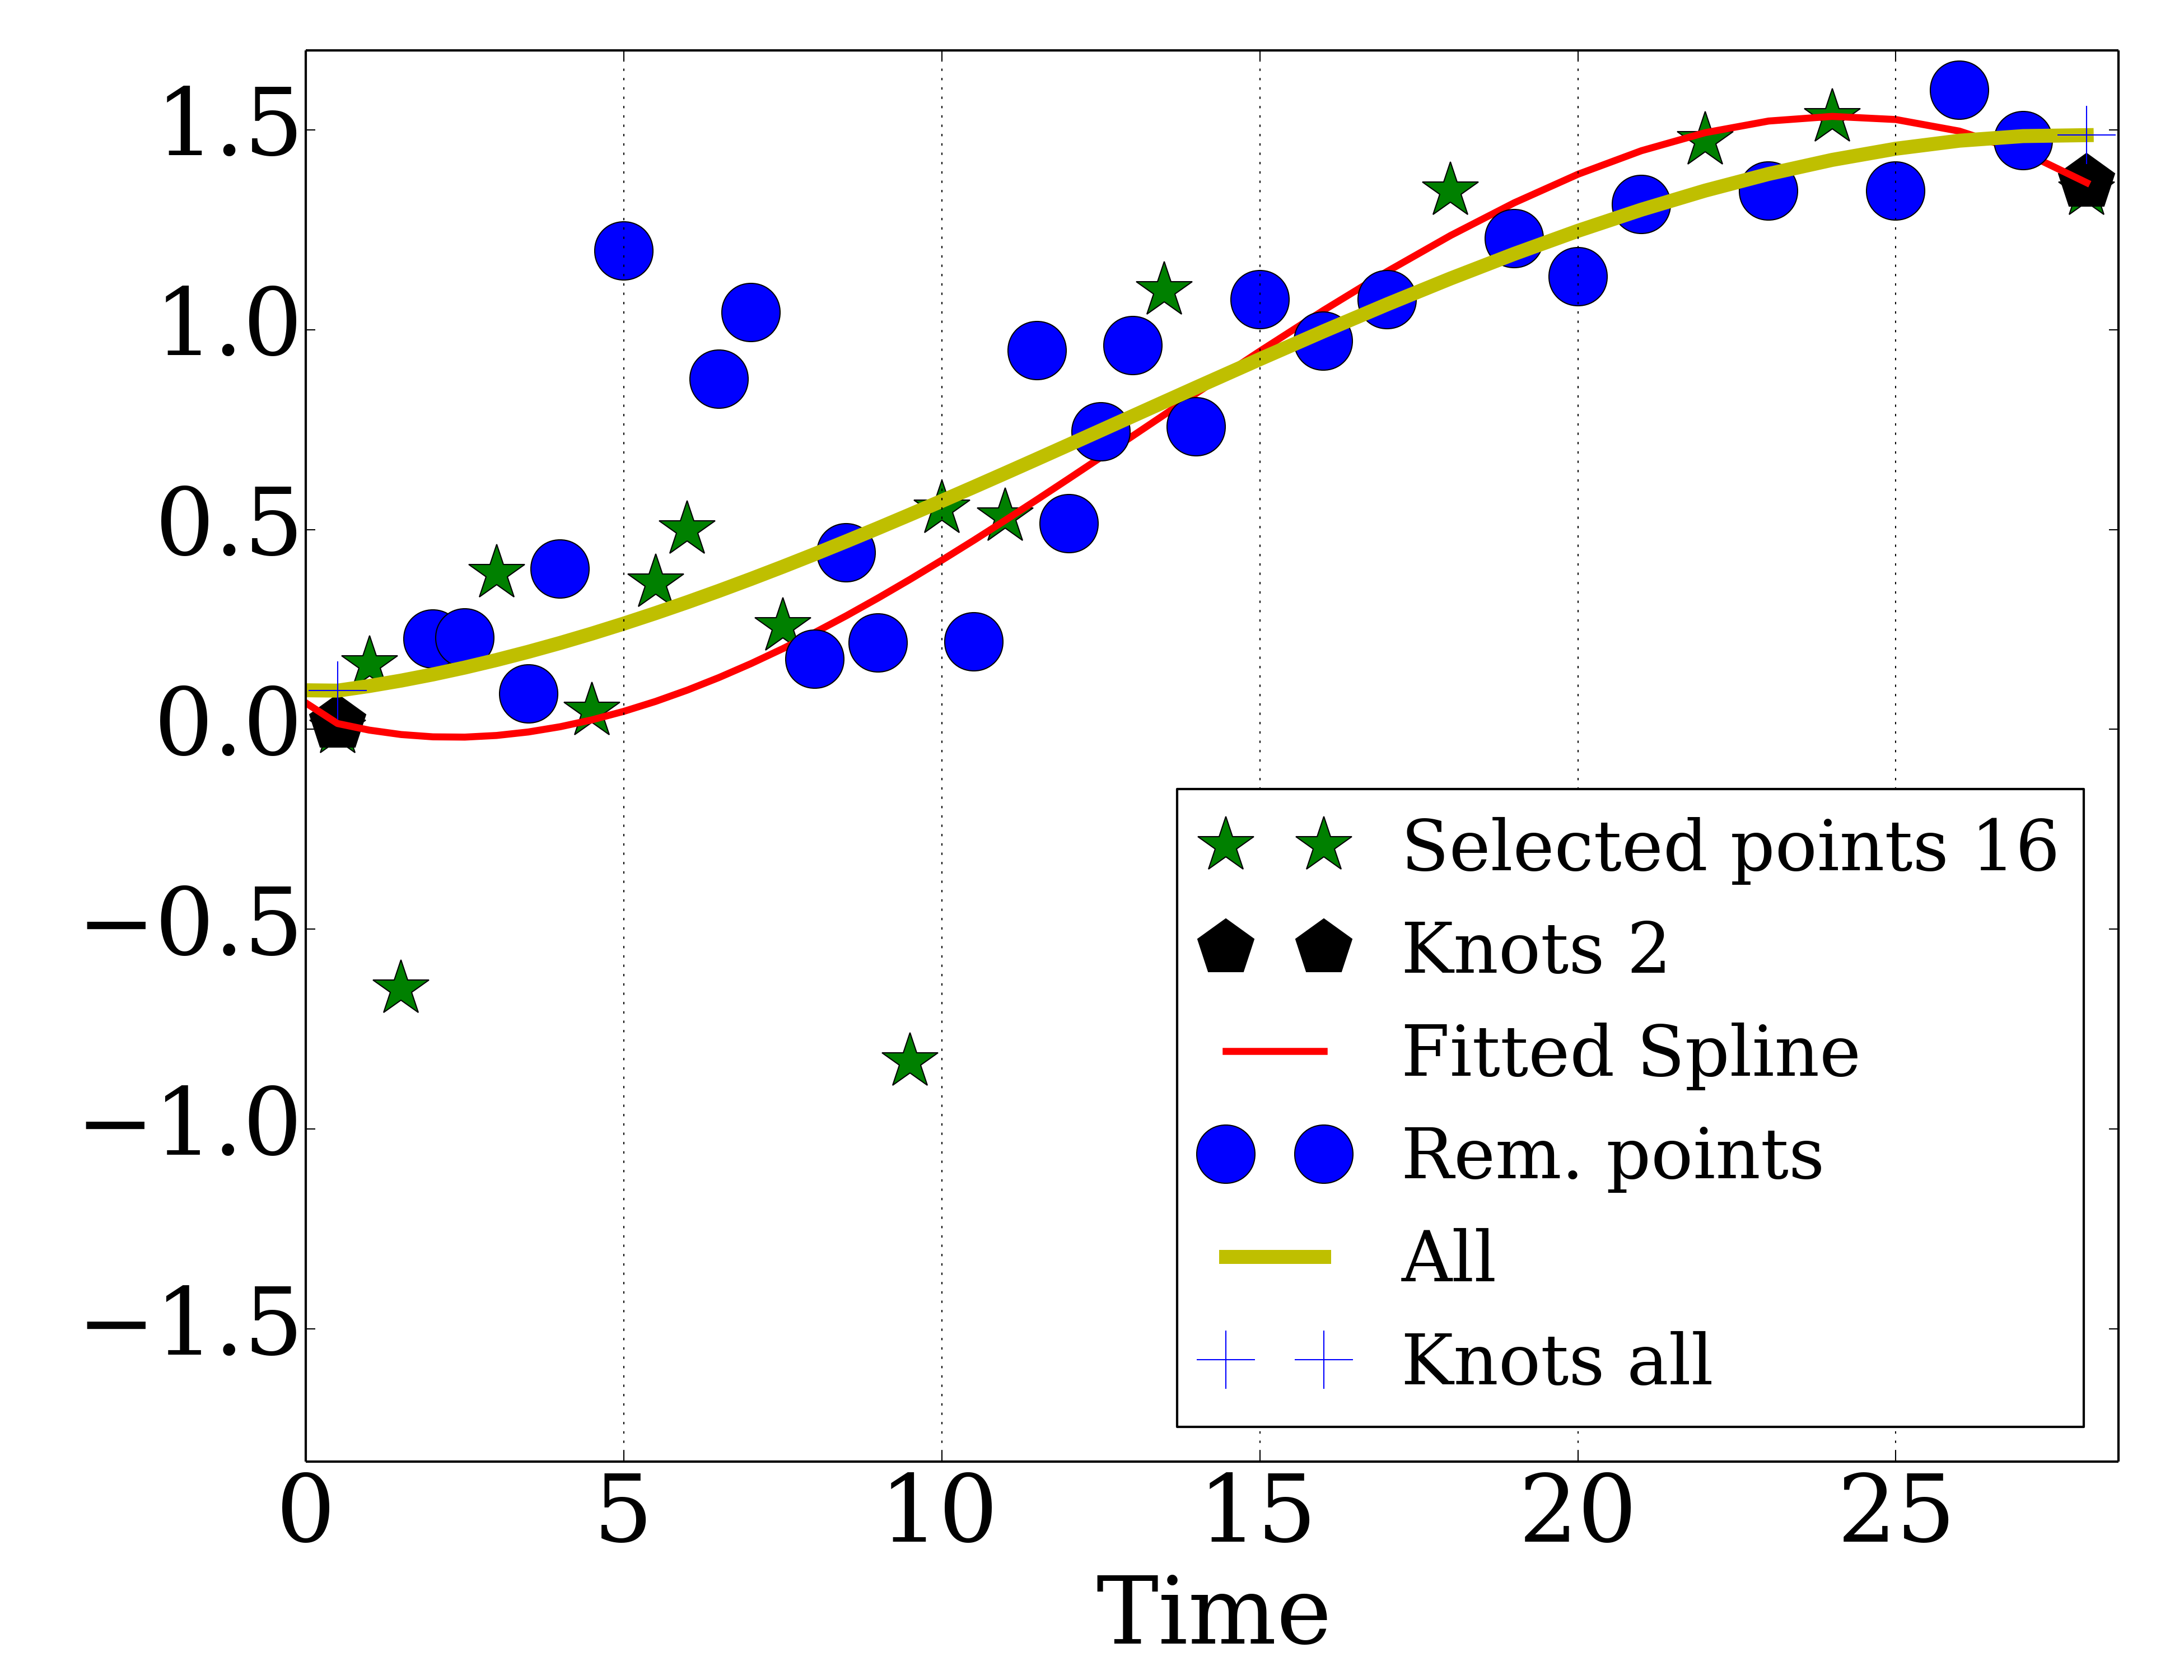 1.5
1.0
0.5
0.0
−0.5
−1.0
−1.5
Selected points 16
Knots 2
Fitted Spline
Rem. points
All
Knots all
0 5 10 15 20 25
Time